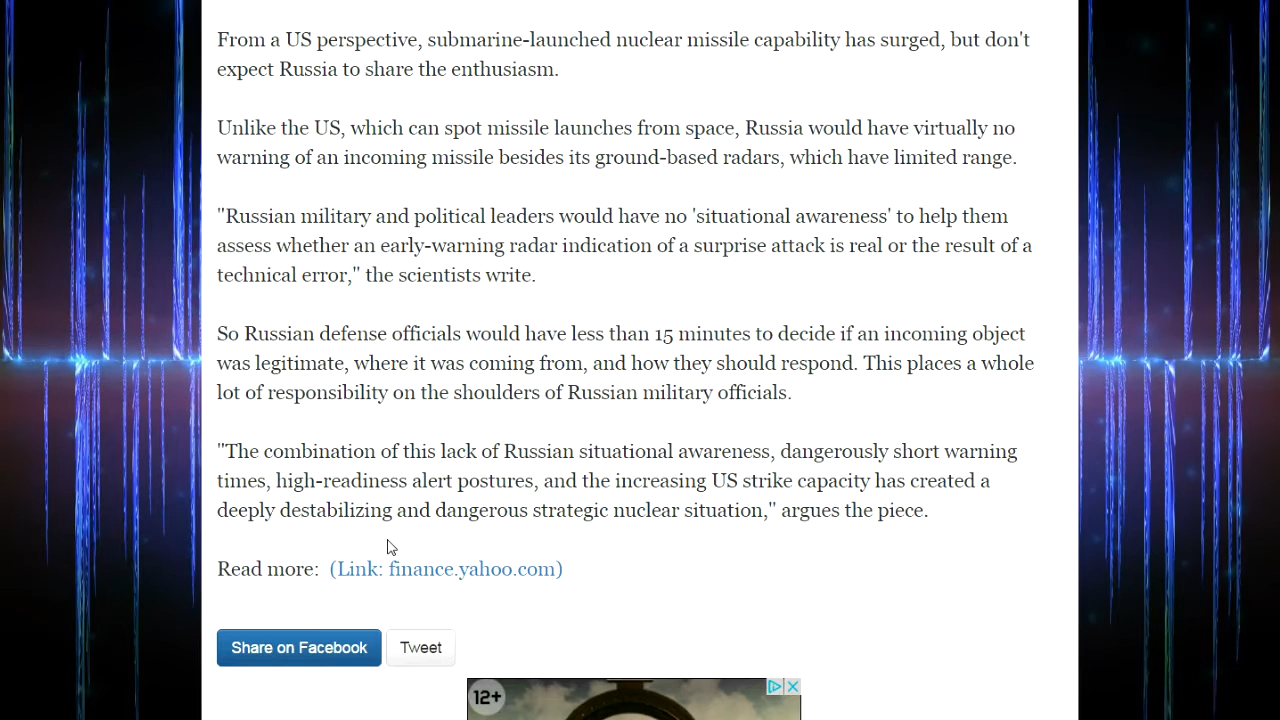 From a US perspective, submarine-launched nuclear missile capability has surged, but don't
expect Russia to share the enthusiasm.
Unlike the US, which can spot missile launches from space, Russia would have virtually no
warning of an incoming missile besides its ground-based radars, which have limited range.
"Russian military and political leaders would have no 'situational awareness' to help them
assess whether an early-warning radar indication of a surprise attack is real or the result of a
technical error," the scientists write.
So Russian defense officials would have less than 15 minutes to decide if an incoming object
was legitimate, where it was coming from, and how they should respond. This places a whole
lot of responsibility on the shoulders of Russian military officials.
"The combination of this lack of Russian situational awareness, dangerously short warning
times, high-readiness alert postures, and the increasing US strike capacity has created a
deeply destabilizing and dangerous strategic nuclear situation," argues the piece.
Read more: (Link: finance.yahoo.com)
Share on Facebook Tweet
12+